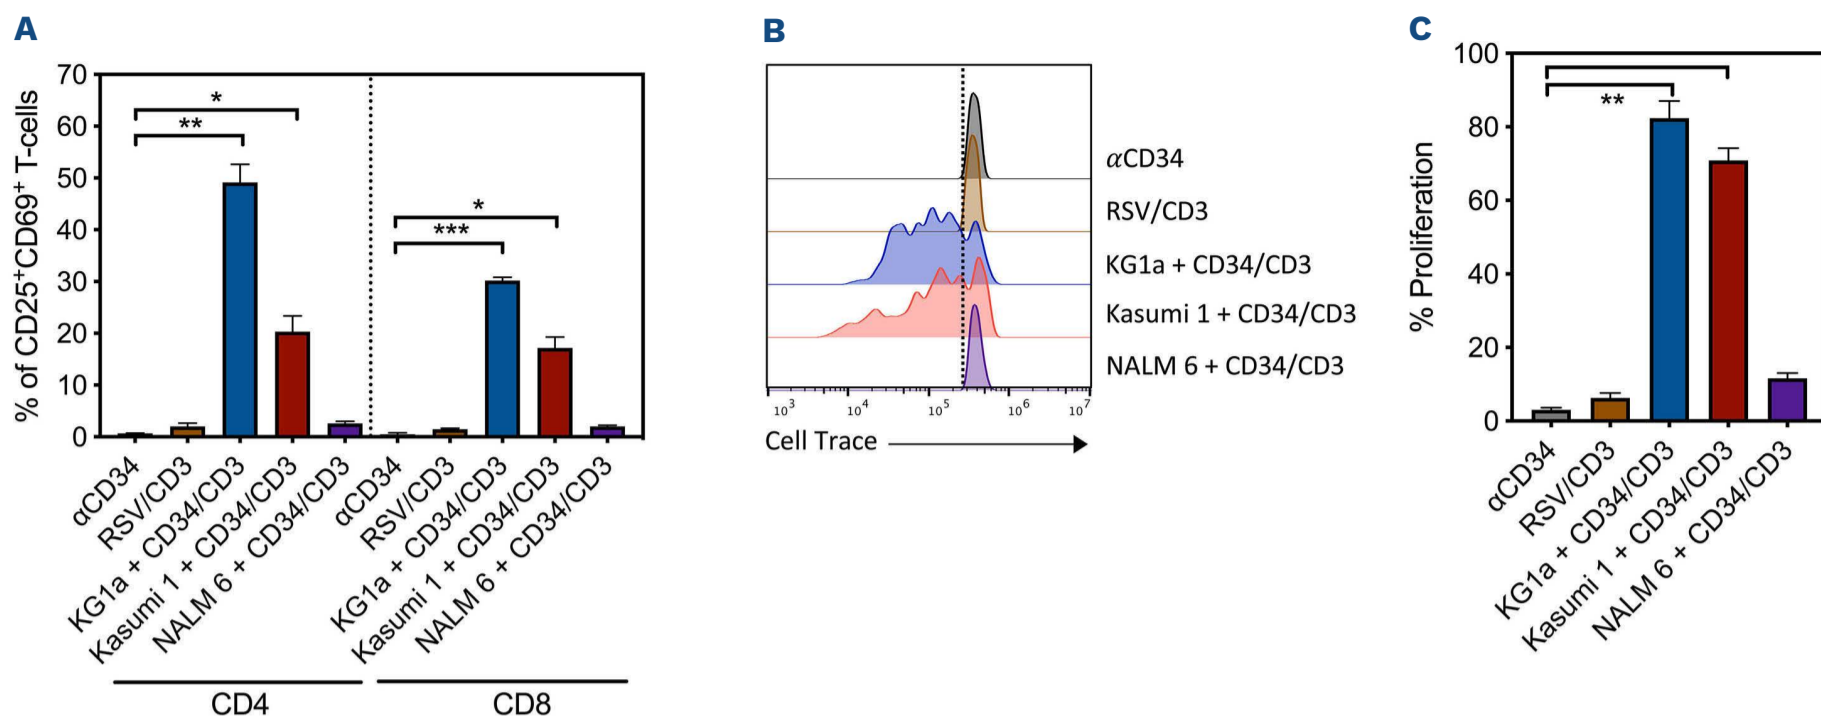 A
% of CD25+CD69+ T-cells
70
60
50
40
30
20
10
0
*
**
*
***
αCD34
RSV/CD3
KG1a + CD34/CD3
Kasumi 1 + CD34/CD3
NALM 6 + CD34/CD3
αCD34
RSV/CD3
KG1a + CD34/CD3
Kasumi 1 + CD34/CD3
NALM 6 + CD34/CD3
CD4
CD8
B
αCD34
RSV/CD3
KG1a + CD34/CD3
Kasumi 1 + CD34/CD3
NALM 6 + CD34/CD3
10³ 10⁴ 10⁵ 10⁶ 10⁷
Cell Trace
C
% Proliferation
100
80
60
40
20
0
**
αCD34
RSV/CD3
KG1a + CD34/CD3
Kasumi 1 + CD34/CD3
NALM 6 + CD34/CD3